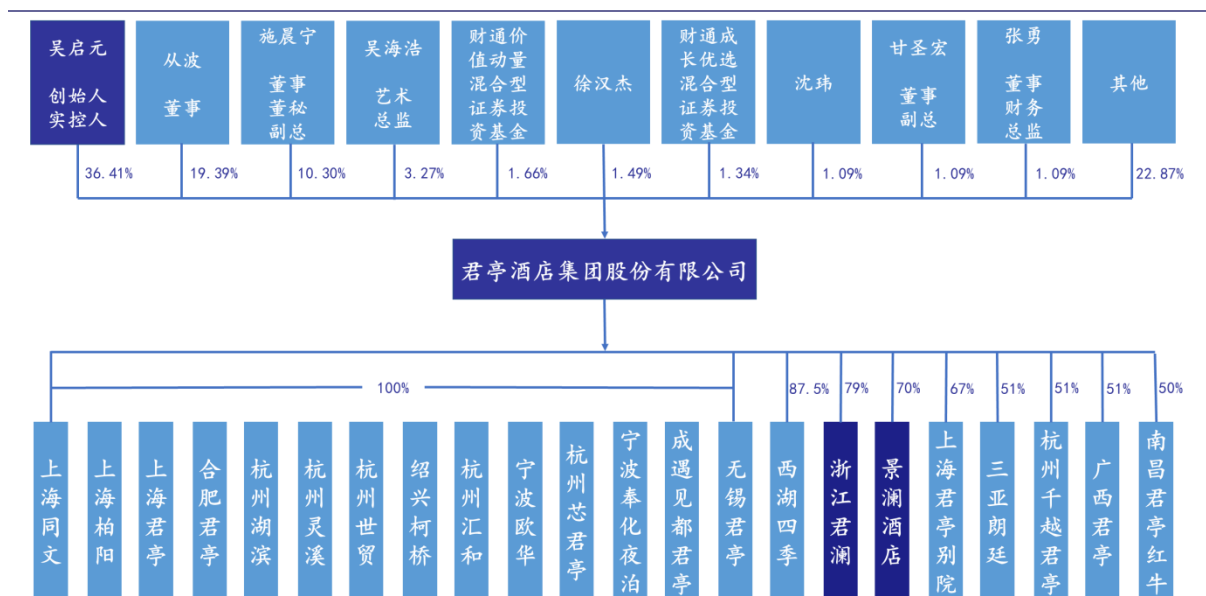 吴启元
创始人
实控人
从波
董事
施晨宁
董事
董秘
副总
吴海浩
艺术
总监
财通价
值动量
混合型
证券投
资基金
徐汉杰
财通成
长优选
混合型
证券投
资基金
沈玮
甘圣宏
董事
副总
张勇
董事
财务
总监
其他
36.41%
19.39%
10.30%
3.27%
1.66%
1.49%
1.34%
1.09%
1.09%
1.09%
22.87%
君亭酒店集团股份有限公司
100%
87.5%
79%
70%
67%
51%
51%
51%
50%
上海同文
上海柏阳
上海君亭
合肥君亭
杭州湖滨
杭州灵溪
杭州世贸
绍兴柯桥
杭州汇和
宁波欧华
杭州芯君亭
宁波奉化夜泊
成遇见都君亭
无锡君亭
西湖四季
浙江君澜
景澜酒店
上海君亭别院
三亚朗廷
杭州千越君亭
广西君亭
南昌君亭红牛